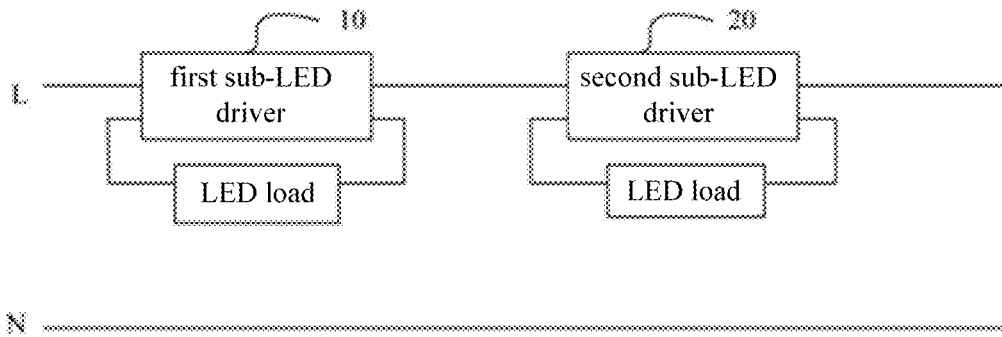 10
20
L
first sub-LED
driver
second sub-LED
driver
LED load
LED load
N